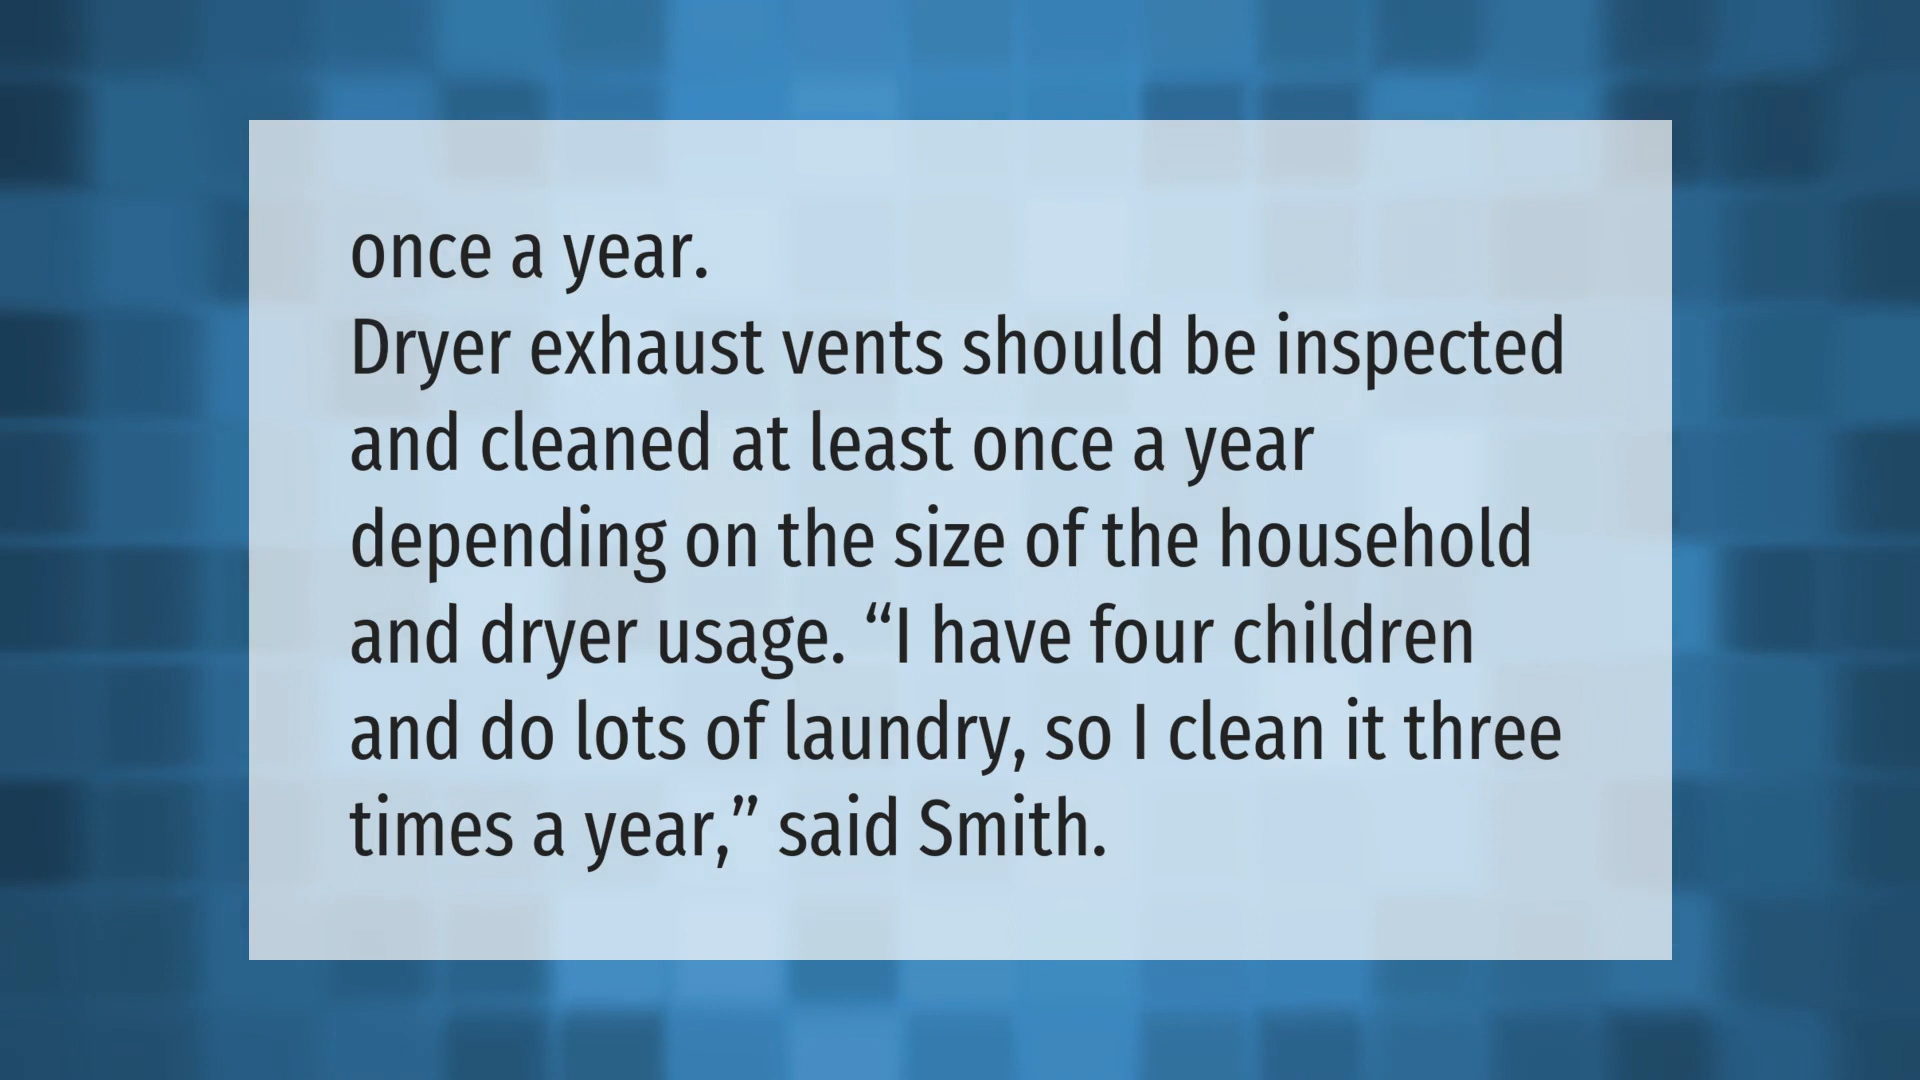 once a year.
Dryer exhaust vents should be inspected
and cleaned at least once a year
depending on the size of the household
and dryer usage. “I have four children
and do lots of laundry, so I clean it three
times a year,” said Smith.